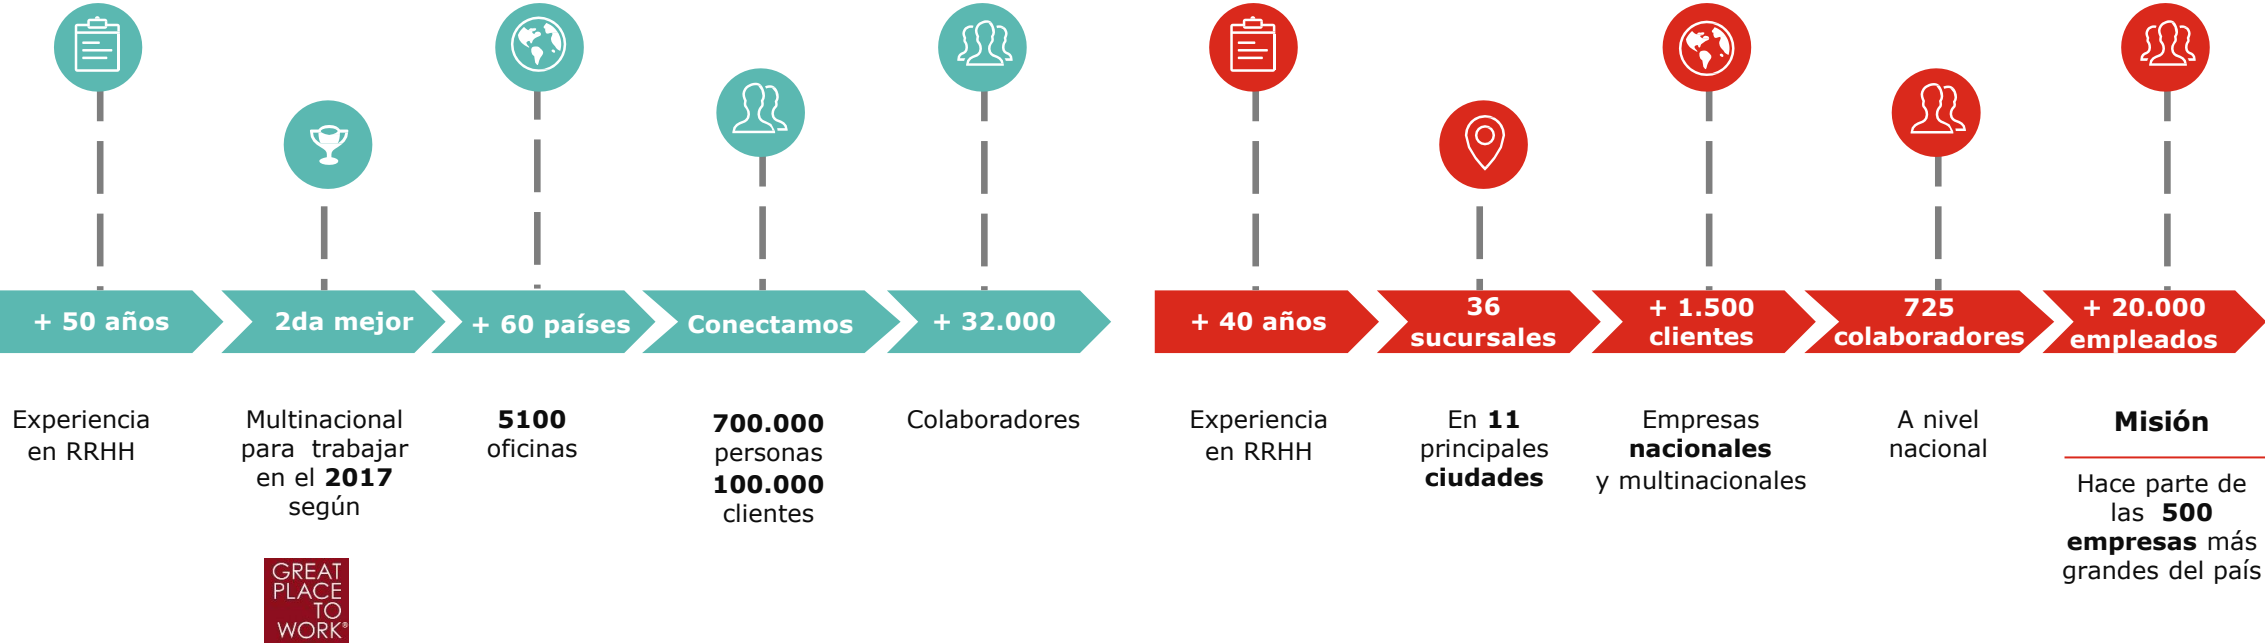 + 50 años
Experiencia
en RRHH
2da mejor
Multinacional
para trabajar
en el 2017
según
GREAT
PLACE
TO
WORK®
+ 60 países
5100
oficinas
Conectamos
700.000
personas
100.000
clientes
+ 32.000
Colaboradores
+ 40 años
Experiencia
en RRHH
36
sucursales
En 11
principales
ciudades
+ 1.500
clientes
Empresas
nacionales
y multinacionales
725
colaboradores
A nivel
nacional
+ 20.000
empleados
Misión
Hace parte de
las 500
empresas más
grandes del país